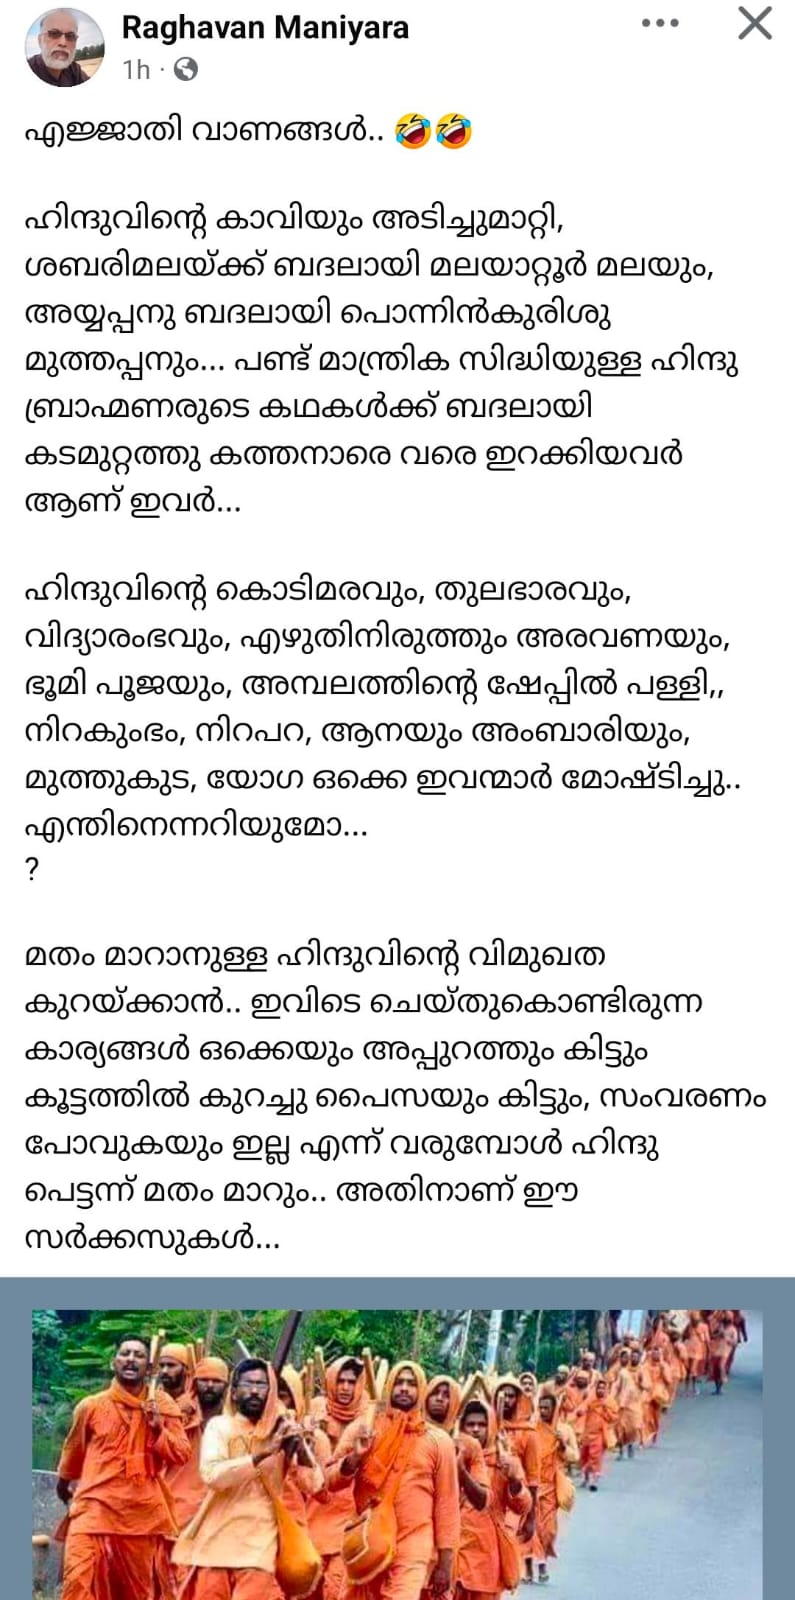 Raghavan Maniyara
1h
എജ്ജാതി വാണങ്ങൾ.. 🤣🤣
ഹിന്ദുവിന്റെ കാവിയും അടിച്ചുമാറ്റി,
ശബരിമലയ്ക്ക് ബദലായി മലയാറ്റൂർ മലയും,
അയ്യപ്പനു ബദലായി പൊന്നിൻകുരിശു
മുത്തപ്പനും... പണ്ട് മാന്ത്രിക സിദ്ധിയുള്ള ഹിന്ദു
ബ്രാഹ്മണരുടെ കഥകൾക്ക് ബദലായി
കടമുറ്റത്തു കത്തനാരെ വരെ ഇറക്കിയവർ
ആണ് ഇവർ...
ഹിന്ദുവിന്റെ കൊടിമരവും, തുലഭാരവും,
വിദ്യാരംഭവും, എഴുതിനിരുത്തും അരവണയും,
ഭൂമി പൂജയും, അമ്പലത്തിന്റെ ഷേപ്പിൽ പള്ളി,,
നിറകുംഭം, നിറപറ, ആനയും അംബാരിയും,
മുത്തുകുട, യോഗ ഒക്കെ ഇവന്മാർ മോഷ്ടിച്ചു..
എന്തിനെന്നറിയുമോ...
?
മതം മാറാനുള്ള ഹിന്ദുവിന്റെ വിമുഖത
കുറയ്ക്കാൻ.. ഇവിടെ ചെയ്തുകൊണ്ടിരുന്ന
കാര്യങ്ങൾ ഒക്കെയും അപ്പുറത്തും കിട്ടും
കൂട്ടത്തിൽ കുറച്ചു പൈസയും കിട്ടും, സംവരണം
പോവുകയും ഇല്ല എന്ന് വരുമ്പോൾ ഹിന്ദു
പെട്ടന്ന് മതം മാറും.. അതിനാണ് ഈ
സർക്കസുകൾ...